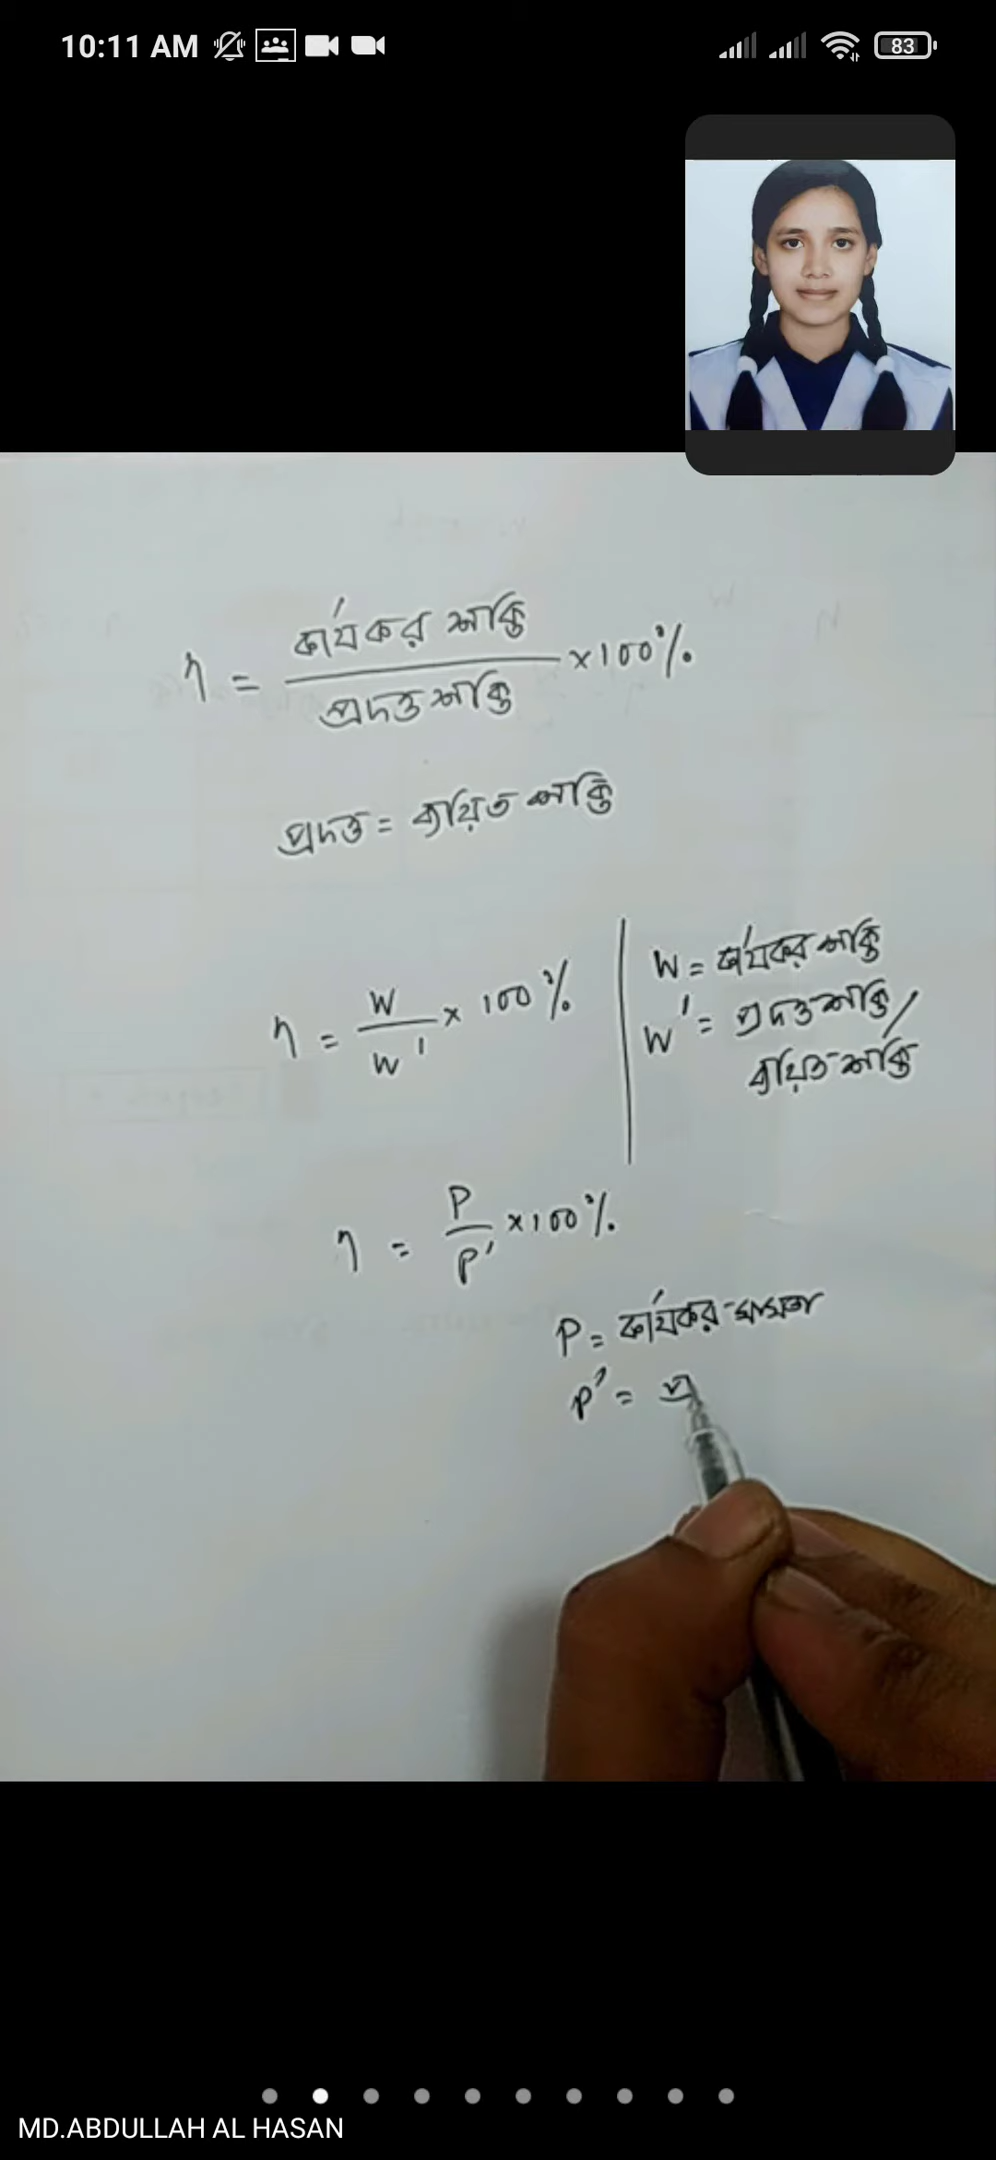 10:11 AM
83
η = কার্যকর শক্তি / প্রদত্ত শক্তি × 100%
প্রদত্ত = ব্যয়িত শক্তি
η = W / W' × 100%
W = কার্যকর শক্তি
W' = প্রদত্ত শক্তি /
ব্যয়িত শক্তি
η = P / P' × 100%
P = কার্যকর ক্ষমতা
P' = প্র
MD.ABDULLAH AL HASAN